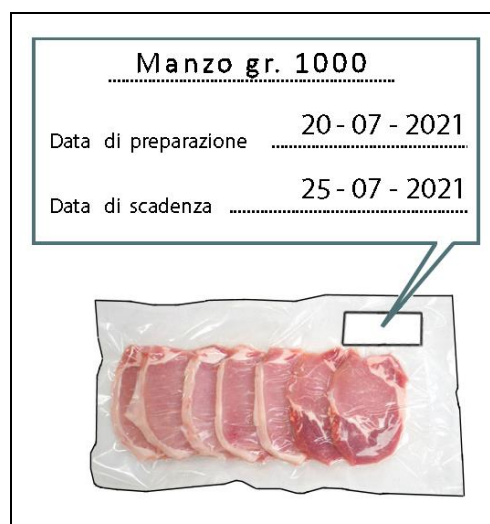 Manzo gr. 1000
Data di preparazione 20 - 07 - 2021
Data di scadenza 25 - 07 - 2021